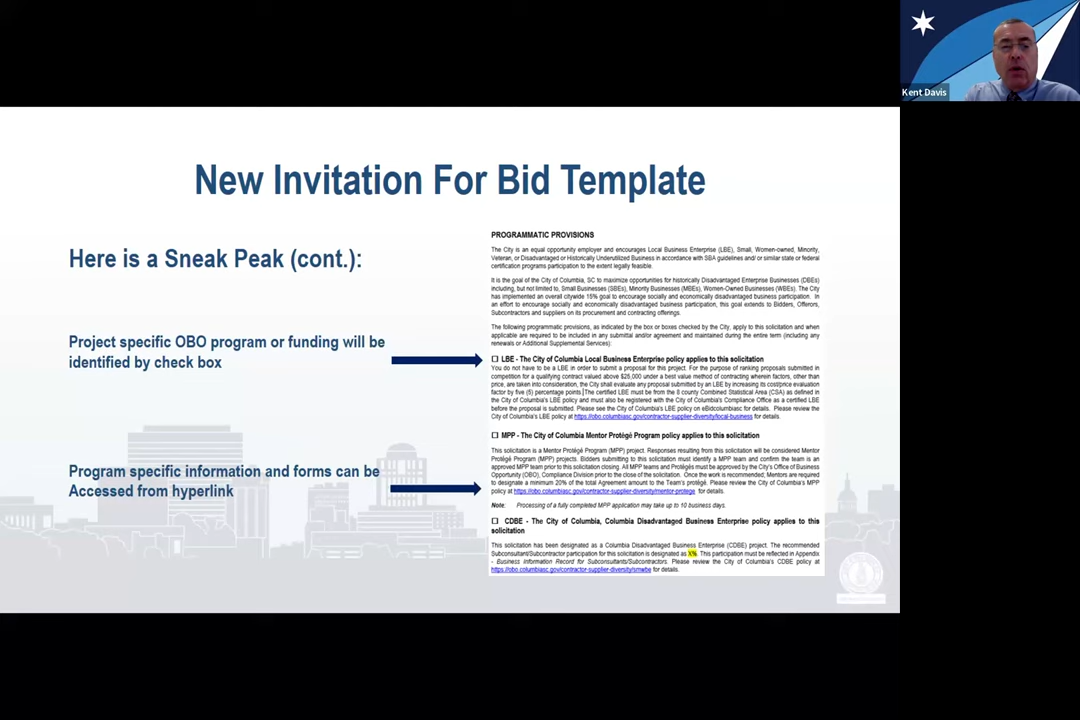 Kent Davis
New Invitation For Bid Template
Here is a Sneak Peak (cont.):
Project specific OBO program or funding will be
identified by check box
Program specific information and forms can be
Accessed from hyperlink
PROGRAMMATIC PROVISIONS
The City is an equal opportunity employer and encourages Local Business Enterprise (LBE), Small, Women-owned, Minority,
Veteran, or Disadvantaged or Historically Underutilized Business in accordance with SBA guidelines and/ or similar state or federal
certification programs participation to the extent legally feasible.
It is the goal of the City of Columbia, SC to maximize opportunities for historically Disadvantaged Enterprise Businesses (DBEs)
including, but not limited to, Small Businesses (SBEs), Minority Businesses (MBEs), Women-Owned Businesses (WBEs). The City
has implemented an overall citywide 15% goal to encourage socially and economically disadvantaged business participation. In
an effort to encourage socially and economically disadvantaged business participation, this goal extends to Bidders, Offerors,
Subcontractors and suppliers on its procurement and contracting offerings.
The following programmatic provisions, as indicated by the box or boxes checked by the City, apply to this solicitation and when
applicable are required to be included in any submittal and/or agreement and maintained during the entire term (including any
renewals or Additional Supplemental Services):
☐ LBE - The City of Columbia Local Business Enterprise policy applies to this solicitation
You do not have to be a LBE in order to submit a proposal for this project. For the purpose of ranking proposals submitted in
competition for a qualifying contract valued above $25,000 under a best value method of contracting wherein factors, other than
price, are taken into consideration, the City shall evaluate any proposal submitted by an LBE by increasing its cost/price evaluation
factor by five (5) percentage points. The certified LBE must be from the 8 county Combined Statistical Area (CSA) as defined in
the City of Columbia's LBE policy and must also be registered with the City of Columbia's Compliance Office as a certified LBE
before the proposal is submitted. Please see the City of Columbia's LBE policy on eBidcolumbiasc for details. Please review the
City of Columbia's LBE policy at https://obo.columbiasc.gov/contractor-supplier-diversity/local-business for details.
☐ MPP - The City of Columbia Mentor Protégé Program policy applies to this solicitation
This solicitation is a Mentor Protégé Program (MPP) project. Responses resulting from this solicitation will be considered Mentor
Protégé Program (MPP) projects. Bidders submitting to this solicitation must identify a MPP team and confirm the team is an
approved MPP team prior to this solicitation closing. All MPP teams and Protégés must be approved by the City's Office of Business
Opportunity (OBO), Compliance Division prior to the close of the solicitation. Once the work is recommended; Mentors are required
to designate a minimum 20% of the total Agreement amount to the Team's protégé. Please review the City of Columbia's MPP
policy at https://obo.columbiasc.gov/contractor-supplier-diversity/mentor-protege for details.
Note: Processing of a fully completed MPP application may take up to 10 business days.
☐ CDBE - The City of Columbia, Columbia Disadvantaged Business Enterprise policy applies to this
solicitation
This solicitation has been designated as a Columbia Disadvantaged Business Enterprise (CDBE) project. The recommended
Subconsultant/Subcontractor participation for this solicitation is designated as X%. This participation must be reflected in Appendix
- Business Information Record for Subconsultants/Subcontractors. Please review the City of Columbia's CDBE policy at
https://obo.columbiasc.gov/contractor-supplier-diversity/smwbe for details.